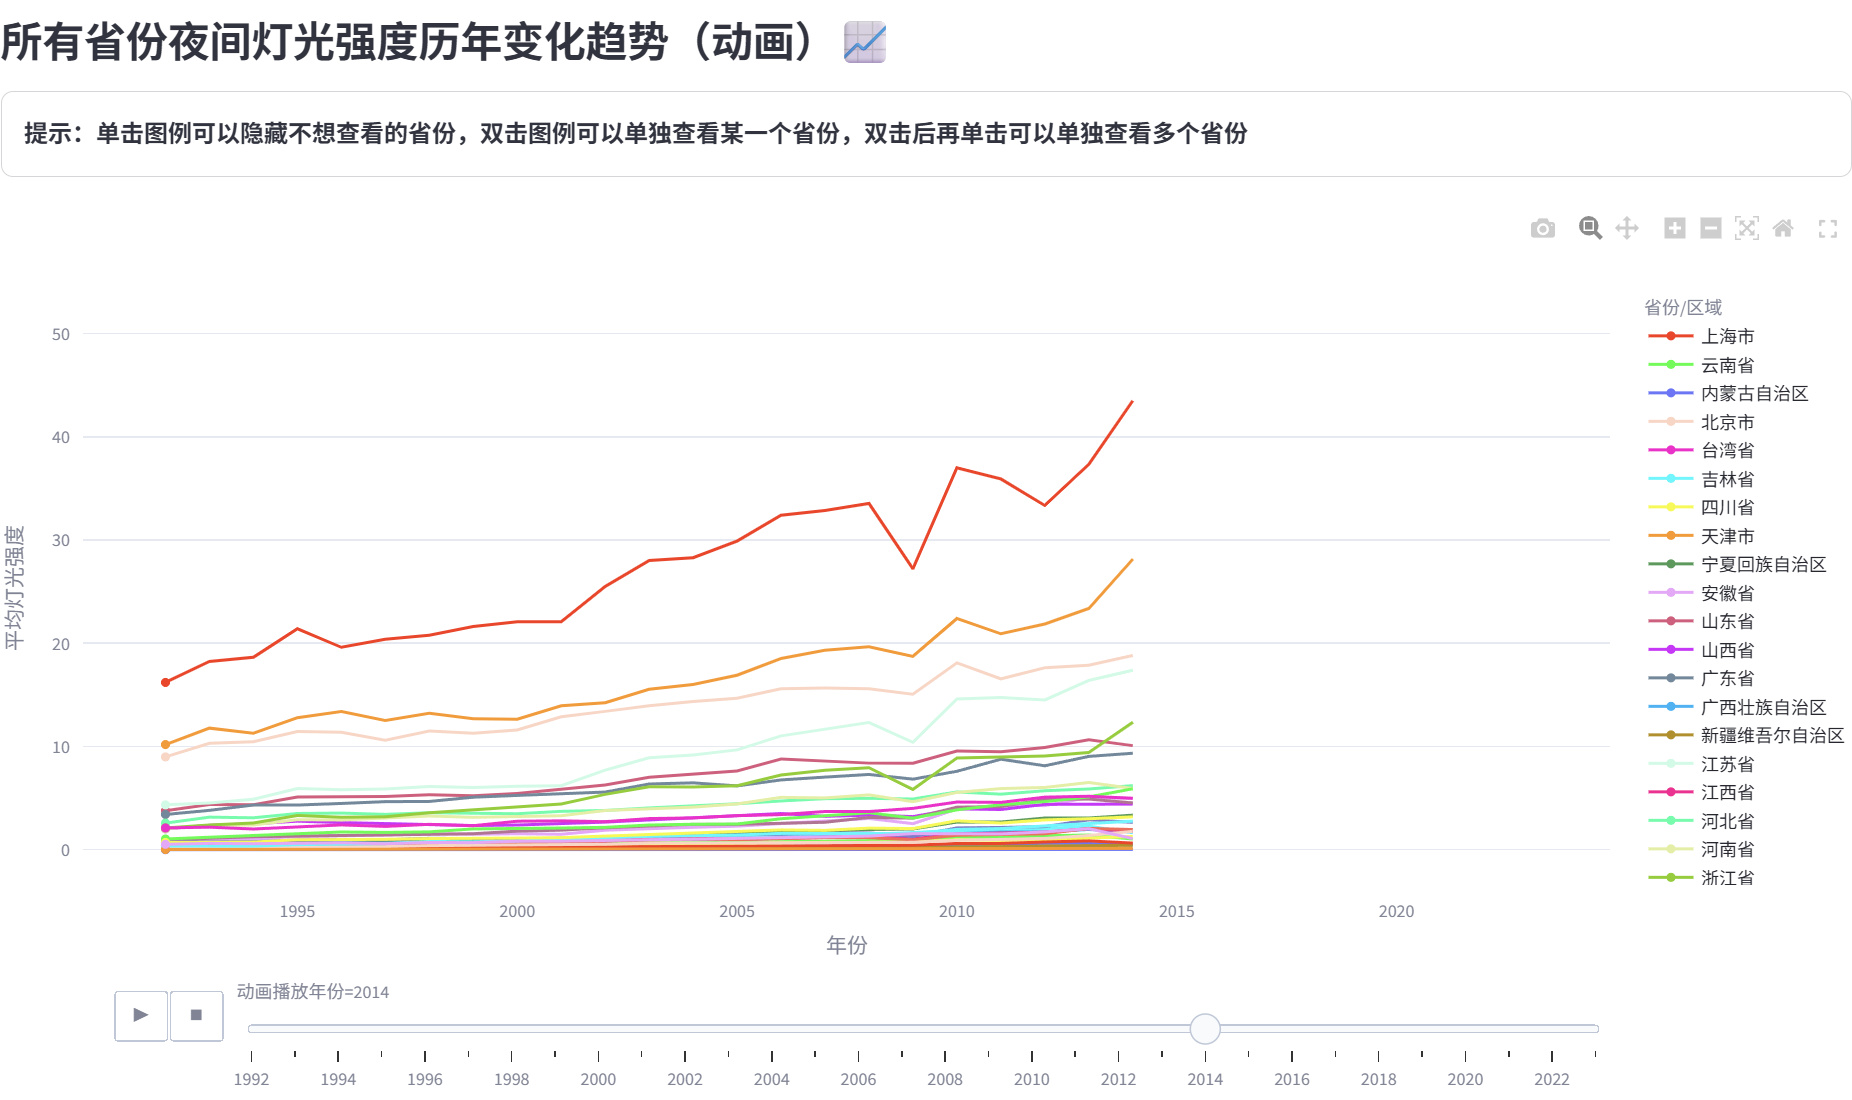 所有省份夜间灯光强度历年变化趋势（动画）
提示：单击图例可以隐藏不想查看的省份，双击图例可以单独查看某一个省份，双击后再单击可以单独查看多个省份
省份/区域
上海市
云南省
内蒙古自治区
北京市
台湾省
吉林省
四川省
天津市
宁夏回族自治区
安徽省
山东省
山西省
广东省
广西壮族自治区
新疆维吾尔自治区
江苏省
江西省
河北省
河南省
浙江省
平均灯光强度
50
40
30
20
10
0
1995 2000 2005 2010 2015 2020
年份
动画播放年份=2014
1992 1994 1996 1998 2000 2002 2004 2006 2008 2010 2012 2014 2016 2018 2020 2022